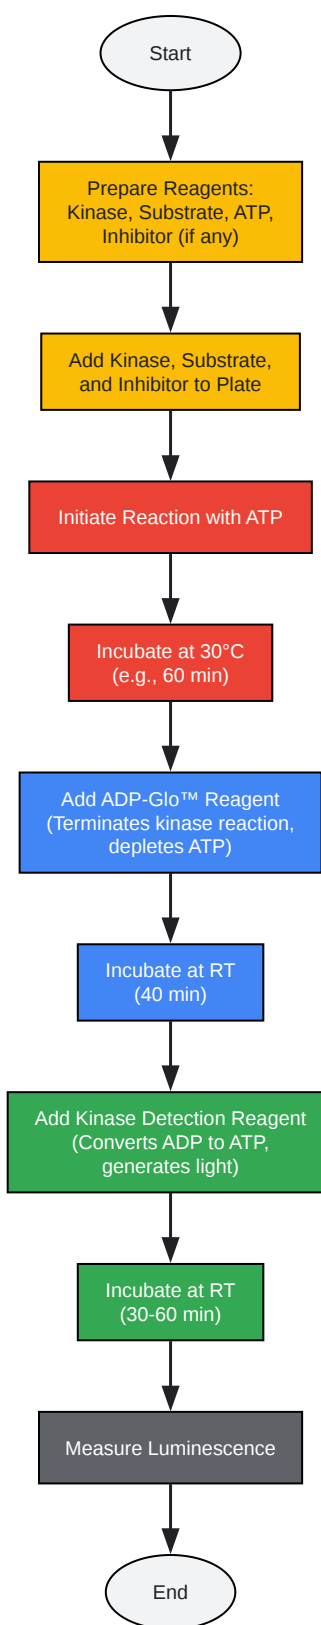 Start
Prepare Reagents:
Kinase, Substrate, ATP,
Inhibitor (if any)
Add Kinase, Substrate,
and Inhibitor to Plate
Initiate Reaction with ATP
Incubate at 30°C
(e.g., 60 min)
Add ADP-Glo™ Reagent
(Terminates kinase reaction,
depletes ATP)
Incubate at RT
(40 min)
Add Kinase Detection Reagent
(Converts ADP to ATP,
generates light)
Incubate at RT
(30-60 min)
Measure Luminescence
End